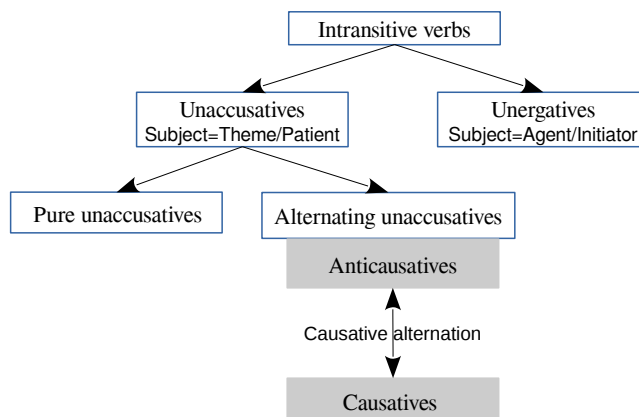 Intransitive verbs
Unaccusatives
Subject=Theme/Patient
Unergatives
Subject=Agent/Initiator
Pure unaccusatives
Alternating unaccusatives
Anticausatives
Causative alternation
Causatives